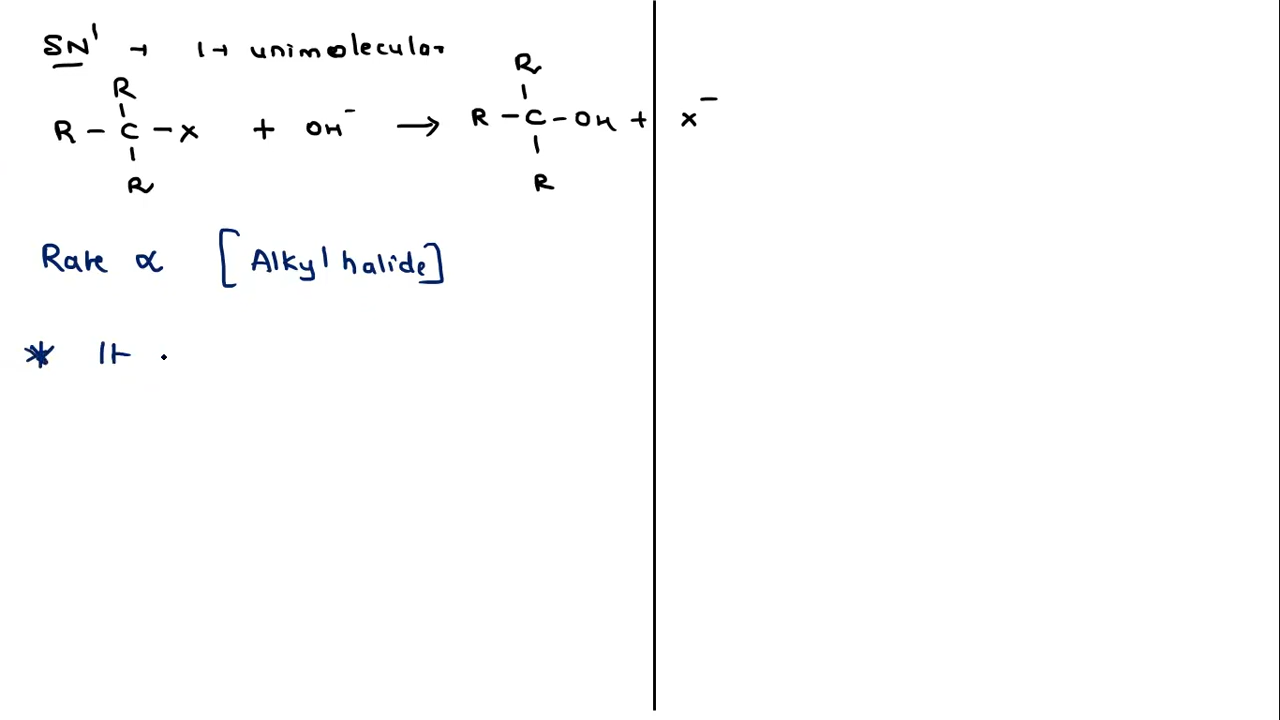 SN¹ → 1→ unimolecular
R
R
R – C – X + OH⁻ → R – C – OH + X⁻
R
R
Rate ∝ [Alkyl halide]
* It